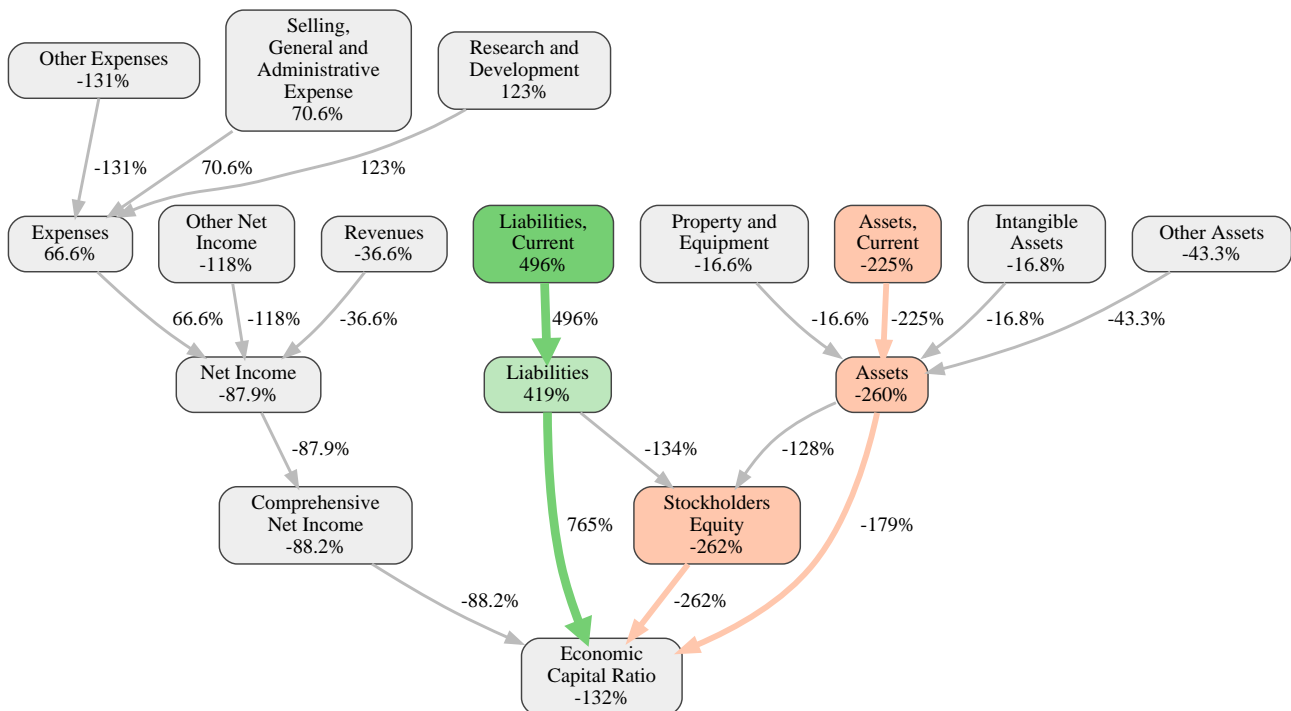 Other Expenses
-131%
Selling,
General and
Administrative
Expense
70.6%
Research and
Development
123%
-131%
70.6%
123%
Expenses
66.6%
Other Net
Income
-118%
Revenues
-36.6%
Liabilities,
Current
496%
Property and
Equipment
-16.6%
Assets,
Current
-225%
Intangible
Assets
-16.8%
Other Assets
-43.3%
66.6%
-118%
-36.6%
496%
-16.6%
-225%
-16.8%
-43.3%
Net Income
-87.9%
Liabilities
419%
Assets
-260%
-87.9%
-134%
-128%
Comprehensive
Net Income
-88.2%
765%
Stockholders
Equity
-262%
-179%
-88.2%
-262%
Economic
Capital Ratio
-132%